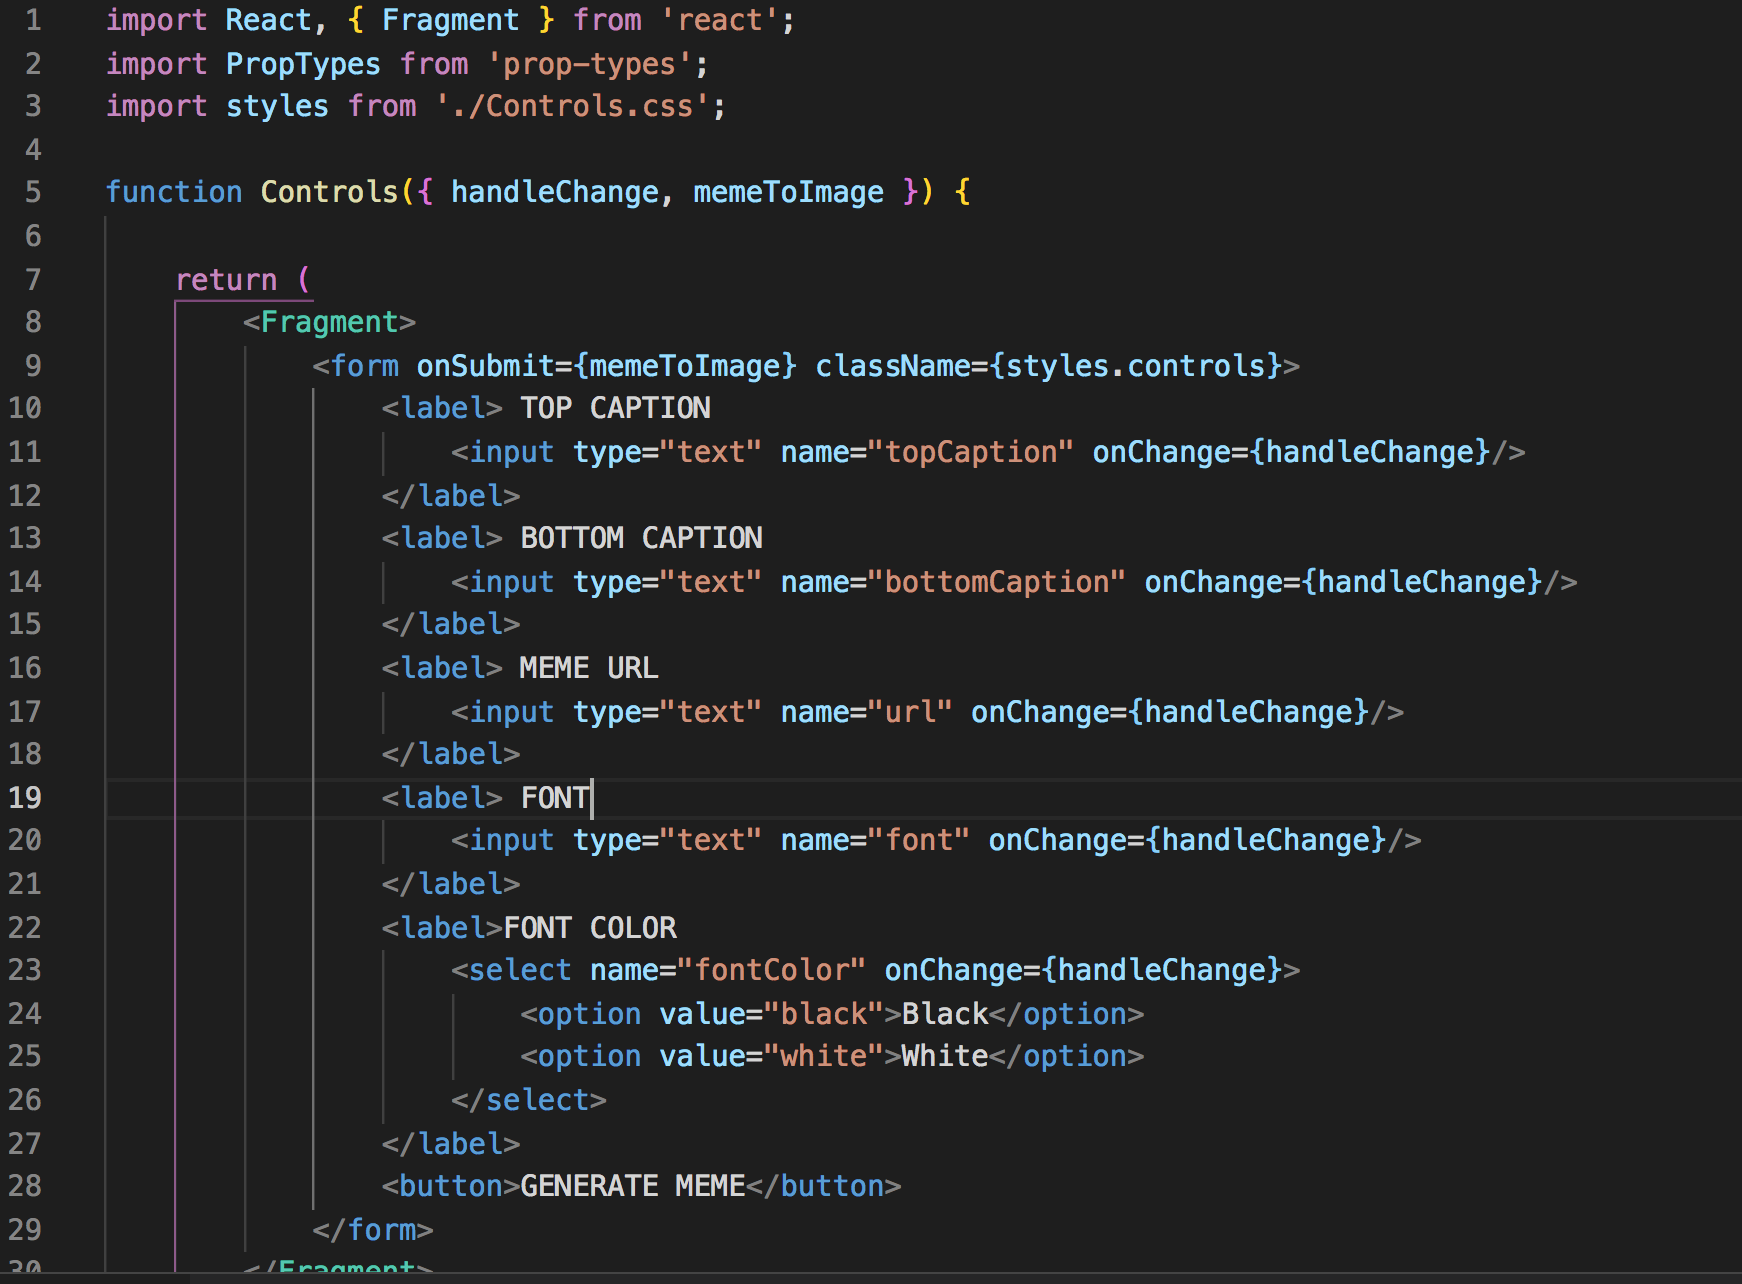 1 import React, { Fragment } from 'react';
2 import PropTypes from 'prop-types';
3 import styles from './Controls.css';
4
5 function Controls({ handleChange, memeToImage }) {
6
7     return (
8         <Fragment>
9             <form onSubmit={memeToImage} className={styles.controls}>
10                 <label> TOP CAPTION
11                     <input type="text" name="topCaption" onChange={handleChange}/>
12                 </label>
13                 <label> BOTTOM CAPTION
14                     <input type="text" name="bottomCaption" onChange={handleChange}/>
15                 </label>
16                 <label> MEME URL
17                     <input type="text" name="url" onChange={handleChange}/>
18                 </label>
19                 <label> FONT
20                     <input type="text" name="font" onChange={handleChange}/>
21                 </label>
22                 <label>FONT COLOR
23                     <select name="fontColor" onChange={handleChange}>
24                         <option value="black">Black</option>
25                         <option value="white">White</option>
26                     </select>
27                 </label>
28                 <button>GENERATE MEME</button>
29             </form>
30         </Fragment>